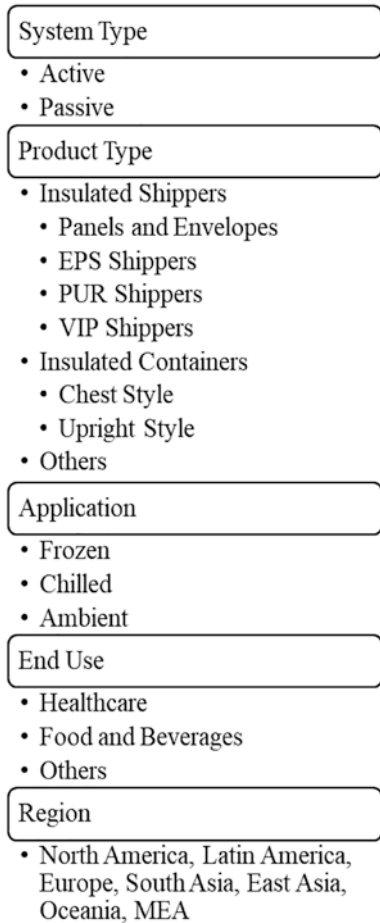 System Type
• Active
• Passive
Product Type
• Insulated Shippers
• Panels and Envelopes
• EPS Shippers
• PUR Shippers
• VIP Shippers
• Insulated Containers
• Chest Style
• Upright Style
• Others
Application
• Frozen
• Chilled
• Ambient
End Use
• Healthcare
• Food and Beverages
• Others
Region
• North America, Latin America,
Europe, South Asia, East Asia,
Oceania, MEA